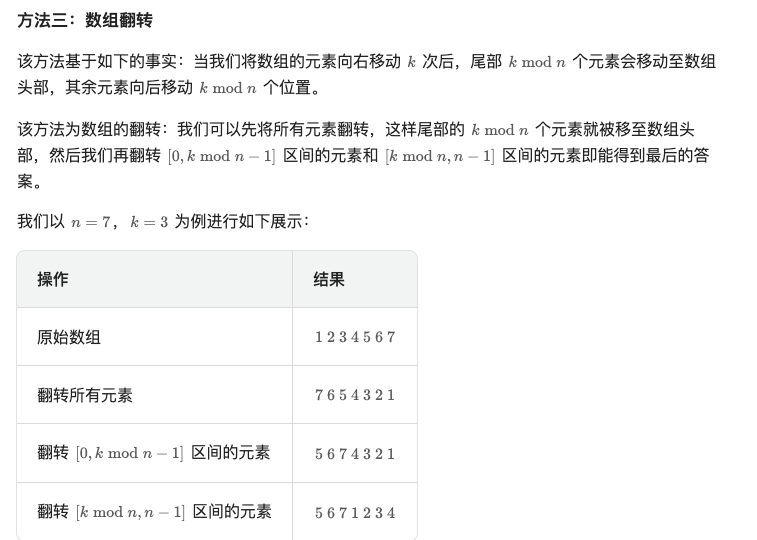 方法三：数组翻转
该方法基于如下的事实：当我们将数组的元素向右移动 k 次后，尾部 k mod n 个元素会移动至数组
头部，其余元素向后移动 k mod n 个位置。
该方法为数组的翻转：我们可以先将所有元素翻转，这样尾部的 k mod n 个元素就被移至数组头
部，然后我们再翻转 [0, k mod n − 1] 区间的元素和 [k mod n, n − 1] 区间的元素即能得到最后的答
案。
我们以 n = 7，k = 3 为例进行如下展示：
操作 结果
原始数组 1 2 3 4 5 6 7
翻转所有元素 7 6 5 4 3 2 1
翻转 [0, k mod n − 1] 区间的元素 5 6 7 4 3 2 1
翻转 [k mod n, n − 1] 区间的元素 5 6 7 1 2 3 4